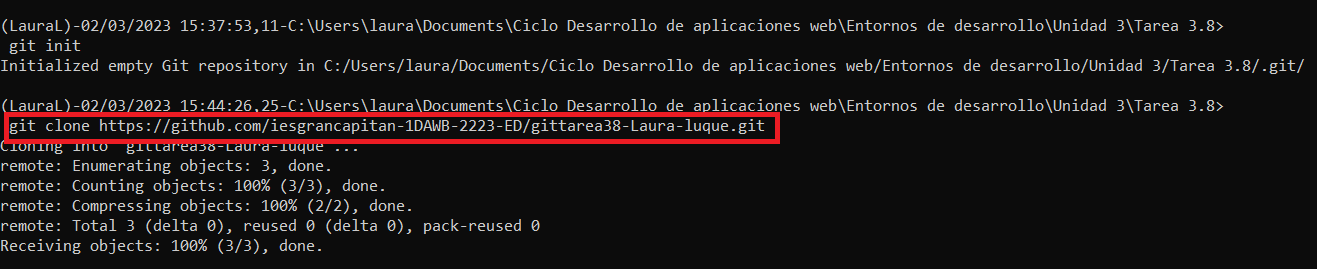 (LauraL)-02/03/2023 15:37:53,11-C:\Users\laura\Documents\Ciclo Desarrollo de aplicaciones web\Entornos de desarrollo\Unidad 3\Tarea 3.8>
git init
Initialized empty Git repository in C:/Users/laura/Documents/Ciclo Desarrollo de aplicaciones web/Entornos de desarrollo/Unidad 3/Tarea 3.8/.git/
(LauraL)-02/03/2023 15:44:26,25-C:\Users\laura\Documents\Ciclo Desarrollo de aplicaciones web\Entornos de desarrollo\Unidad 3\Tarea 3.8>
git clone https://github.com/iesgrancapitan-1DAWB-2223-ED/gittarea38-Laura-luque.git
Cloning into 'gittarea38-Laura-luque'...
remote: Enumerating objects: 3, done.
remote: Counting objects: 100% (3/3), done.
remote: Compressing objects: 100% (2/2), done.
remote: Total 3 (delta 0), reused 0 (delta 0), pack-reused 0
Receiving objects: 100% (3/3), done.